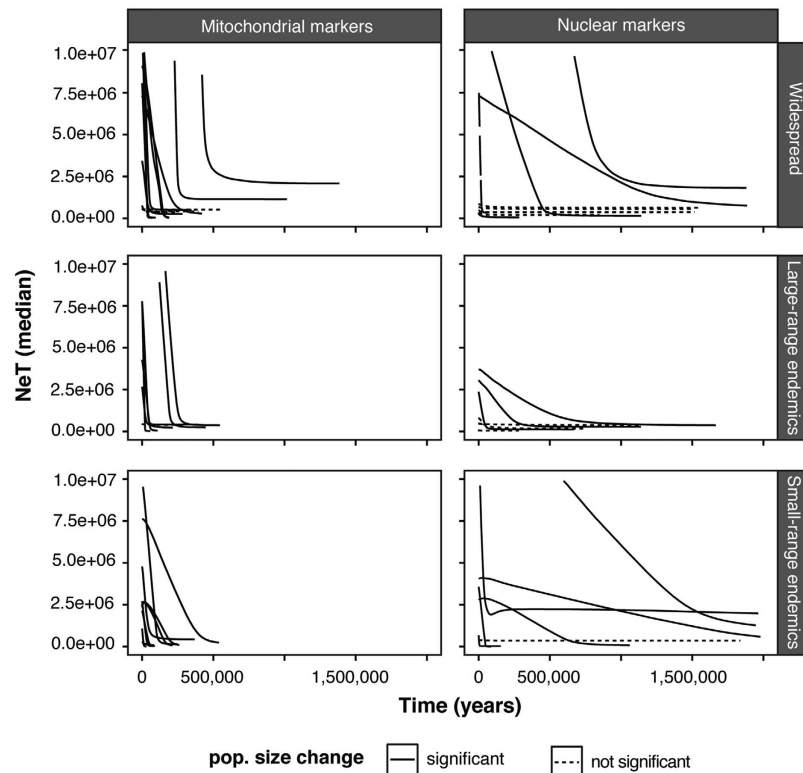 Mitochondrial markers Nuclear markers
1.0e+07
7.5e+06
5.0e+06
2.5e+06
0.0e+00
Widespread
1.0e+07
7.5e+06
5.0e+06
2.5e+06
0.0e+00
Large-range endemics
NeT (median)
1.0e+07
7.5e+06
5.0e+06
2.5e+06
0.0e+00
Small-range endemics
0 500,000 1,500,000 0 500,000 1,500,000
Time (years)
pop. size change significant not significant